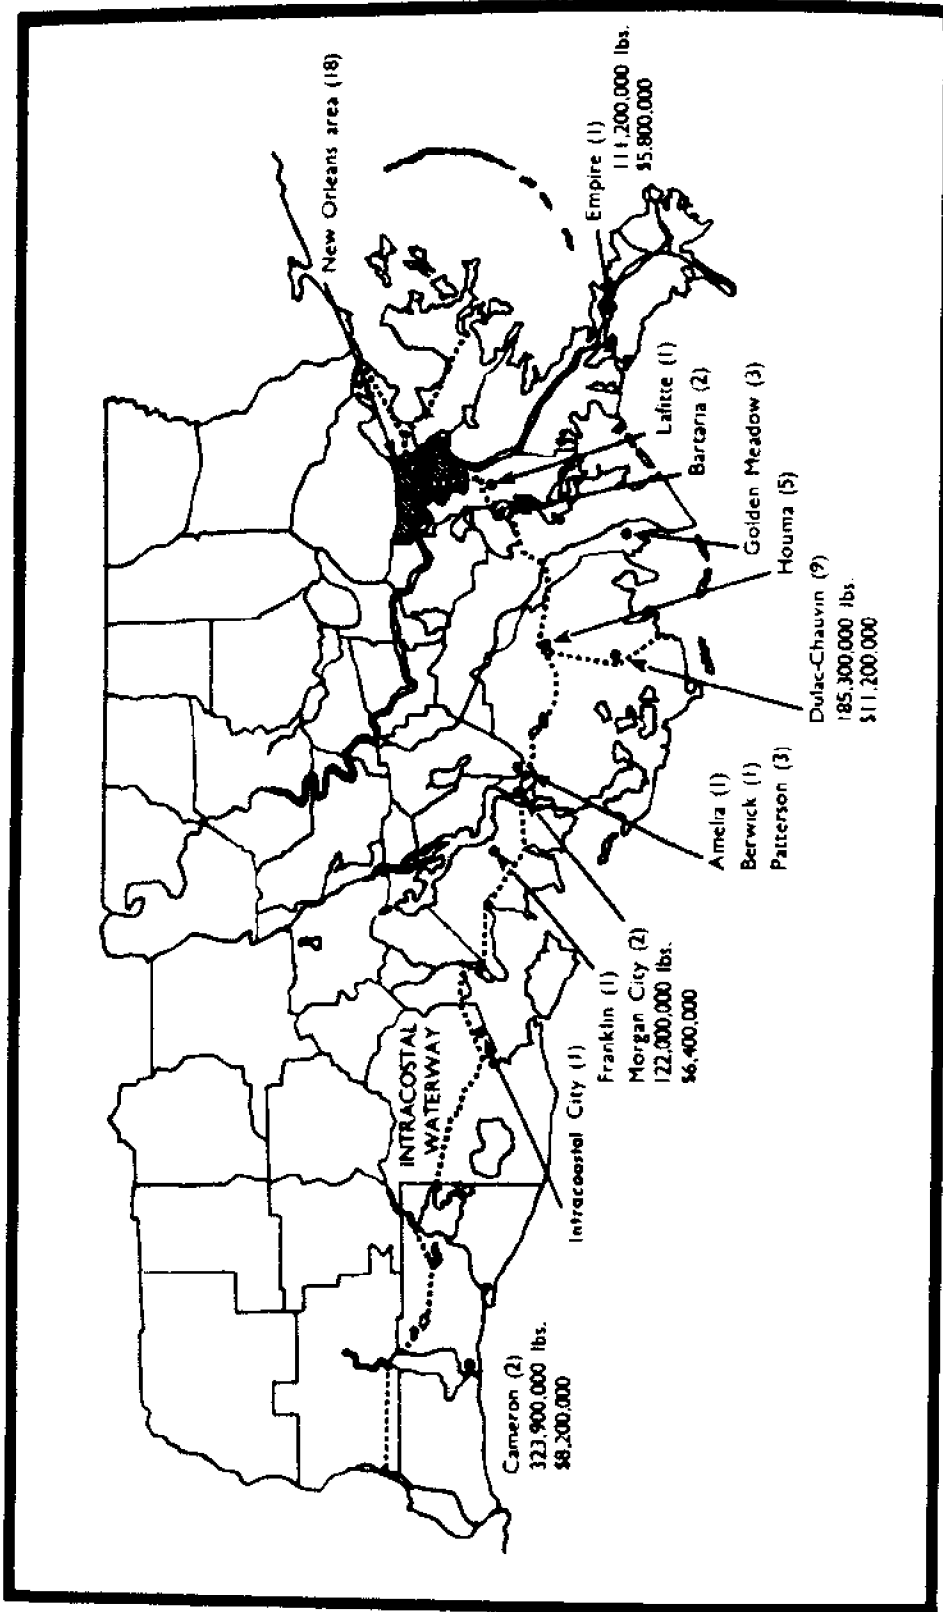 New Orleans area (18)
INTRACOSTAL
WATERWAY
Empire (1)
111,200,000 lbs.
$5,800,000
Lafitte (1)
Bartaria (2)
Golden Meadow (3)
Houma (5)
Dulac-Chauvin (9)
185,300,000 lbs.
$11,200,000
Amelia (1)
Berwick (1)
Patterson (3)
Franklin (1)
Morgan City (2)
122,000,000 lbs.
$6,400,000
Intracoastal City (1)
Cameron (2)
323,900,000 lbs.
$8,200,000